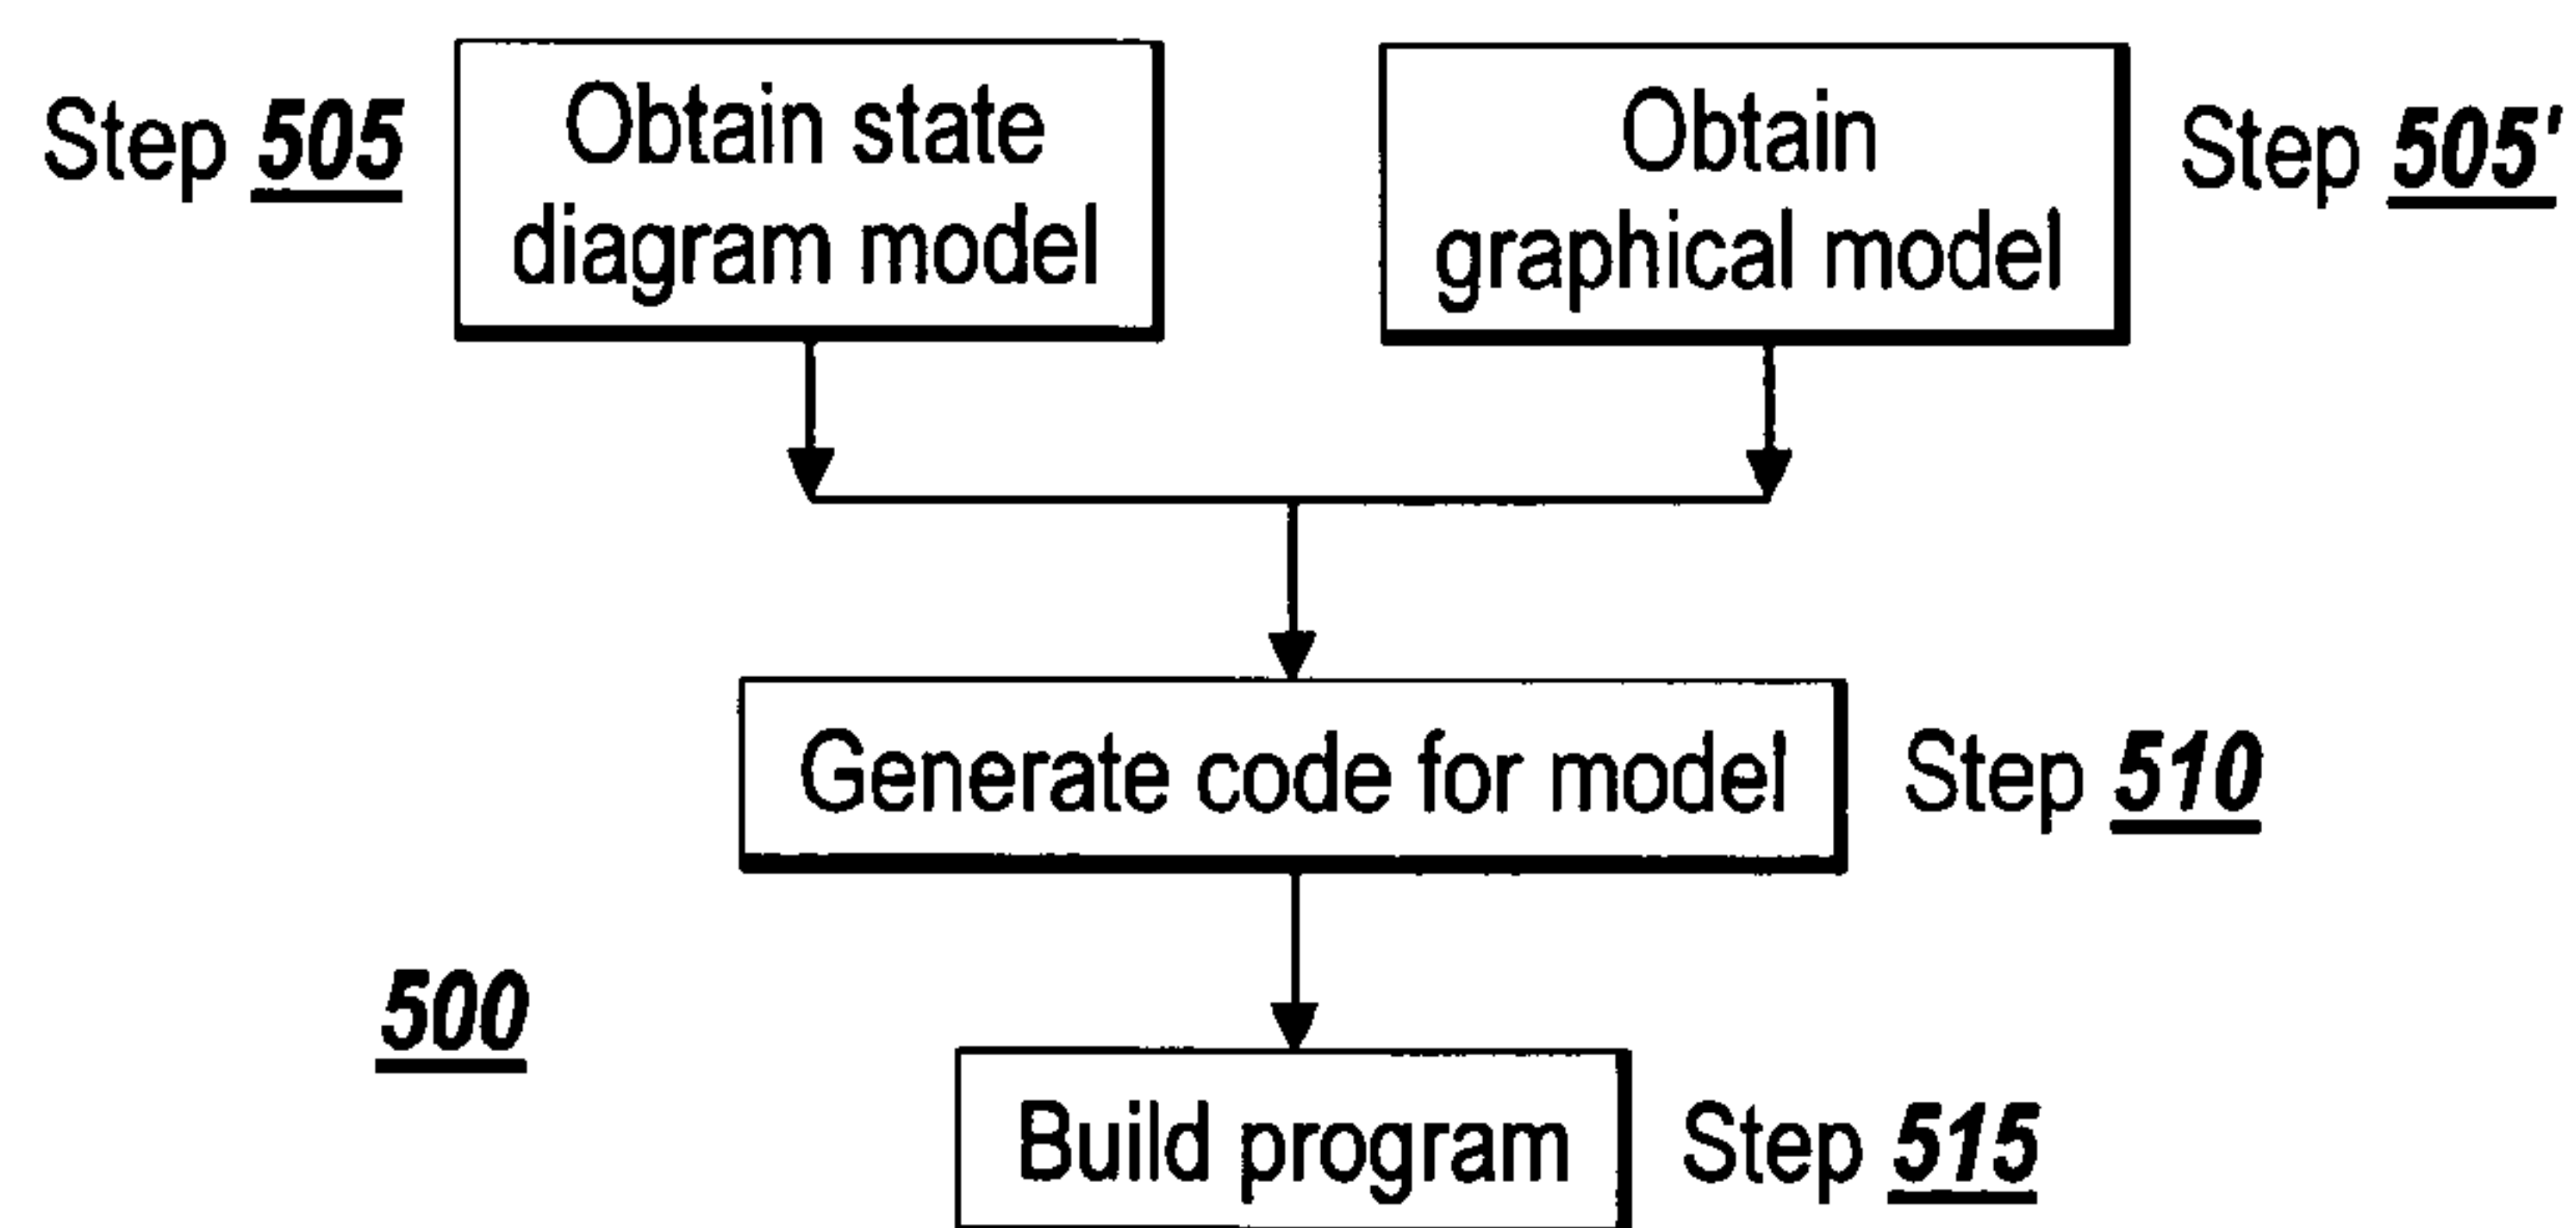 Step 505
Obtain state
diagram model
Obtain
graphical model
Step 505'
Generate code for model
Step 510
500
Build program
Step 515